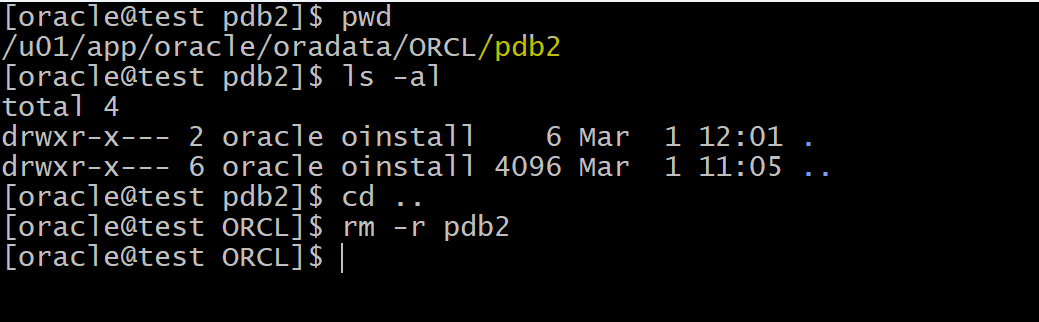 [oracle@test pdb2]$ pwd
/u01/app/oracle/oradata/ORCL/pdb2
[oracle@test pdb2]$ ls -al
total 4
drwxr-x--- 2 oracle oinstall    6 Mar  1 12:01 .
drwxr-x--- 6 oracle oinstall 4096 Mar  1 11:05 ..
[oracle@test pdb2]$ cd ..
[oracle@test ORCL]$ rm -r pdb2
[oracle@test ORCL]$